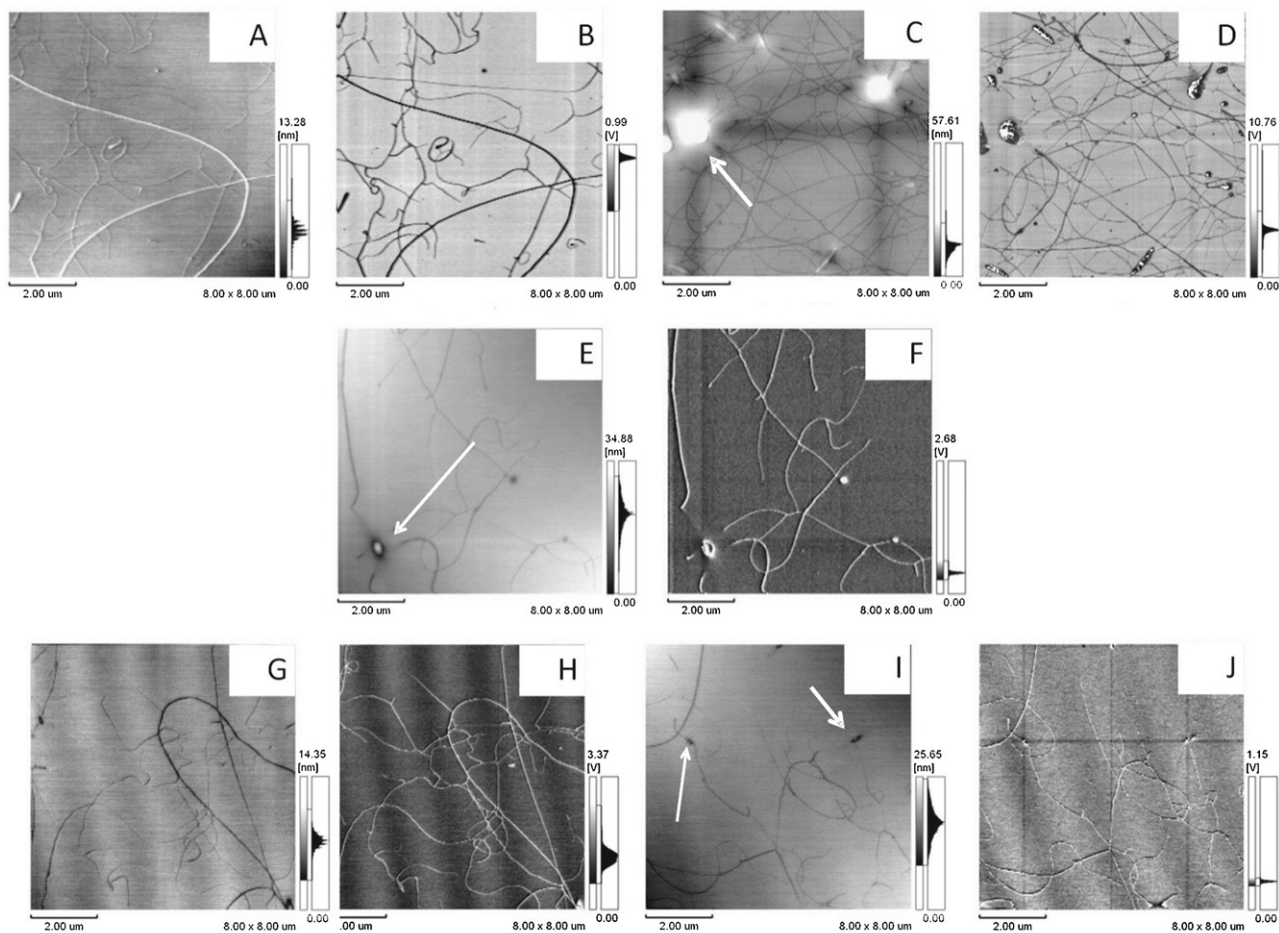 A
13.28
[nm]
0.00
2.00 um
8.00 x 8.00 um
B
0.99
[V]
0.00
2.00 um
8.00 x 8.00 um
C
57.61
[nm]
0.00
2.00 um
8.00 x 8.00 um
D
10.76
[V]
0.00
2.00 um
8.00 x 8.00 um
E
34.88
[nm]
0.00
2.00 um
8.00 x 8.00 um
F
2.68
[V]
0.00
2.00 um
8.00 x 8.00 um
G
14.35
[nm]
0.00
2.00 um
8.00 x 8.00 um
H
3.37
[V]
0.00
.00 um
8.00 x 8.00 um
I
25.65
[nm]
0.00
2.00 um
8.00 x 8.00 um
J
1.15
[V]
0.00
2.00 um
8.00 x 8.00 um